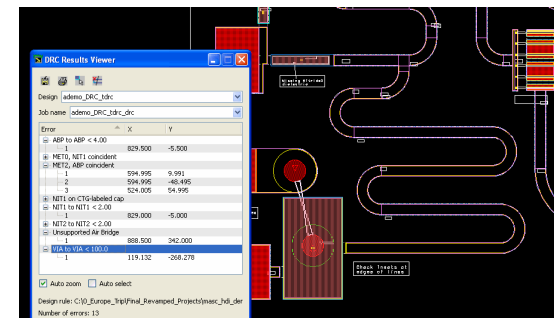 DRC Results Viewer
Design ademo_DRC_tdrc
Job name ademo_DRC_tdrc_drc
Error X Y
ABP to ABP < 4.00
1 829.500 -5.500
MET0, NIT1 coincident
MET2, ABP coincident
1 594.995 9.991
2 594.995 -48.495
3 524.005 54.995
NIT1 on CTG-labeled cap
NIT1 to NIT1 < 2.00
1 829.000 -5.000
NIT2 to NIT2 < 2.00
Unsupported Air Bridge
1 888.500 342.000
VIA to VIA < 100.0
1 119.132 -268.278
Auto zoom Auto select
Design rule: C:\0_Europe_Trip\Final_Revamped_Projects\masc_hdi_der
Number of errors: 13
Missing Nitride
Check Insets at
edges of lines